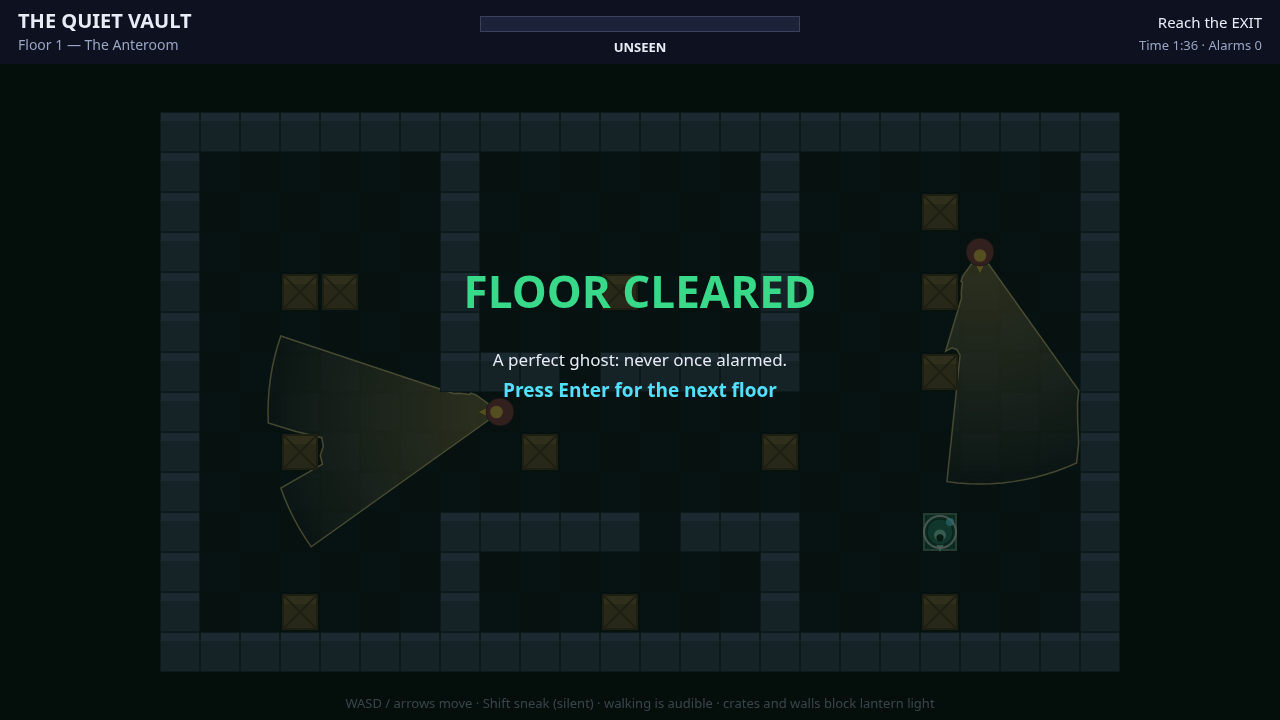 THE QUIET VAULT
Floor 1 — The Anteroom
UNSEEN
Reach the EXIT
Time 1:36 · Alarms 0
FLOOR CLEARED
A perfect ghost: never once alarmed.
Press Enter for the next floor
WASD / arrows move · Shift sneak (silent) · walking is audible · crates and walls block lantern light